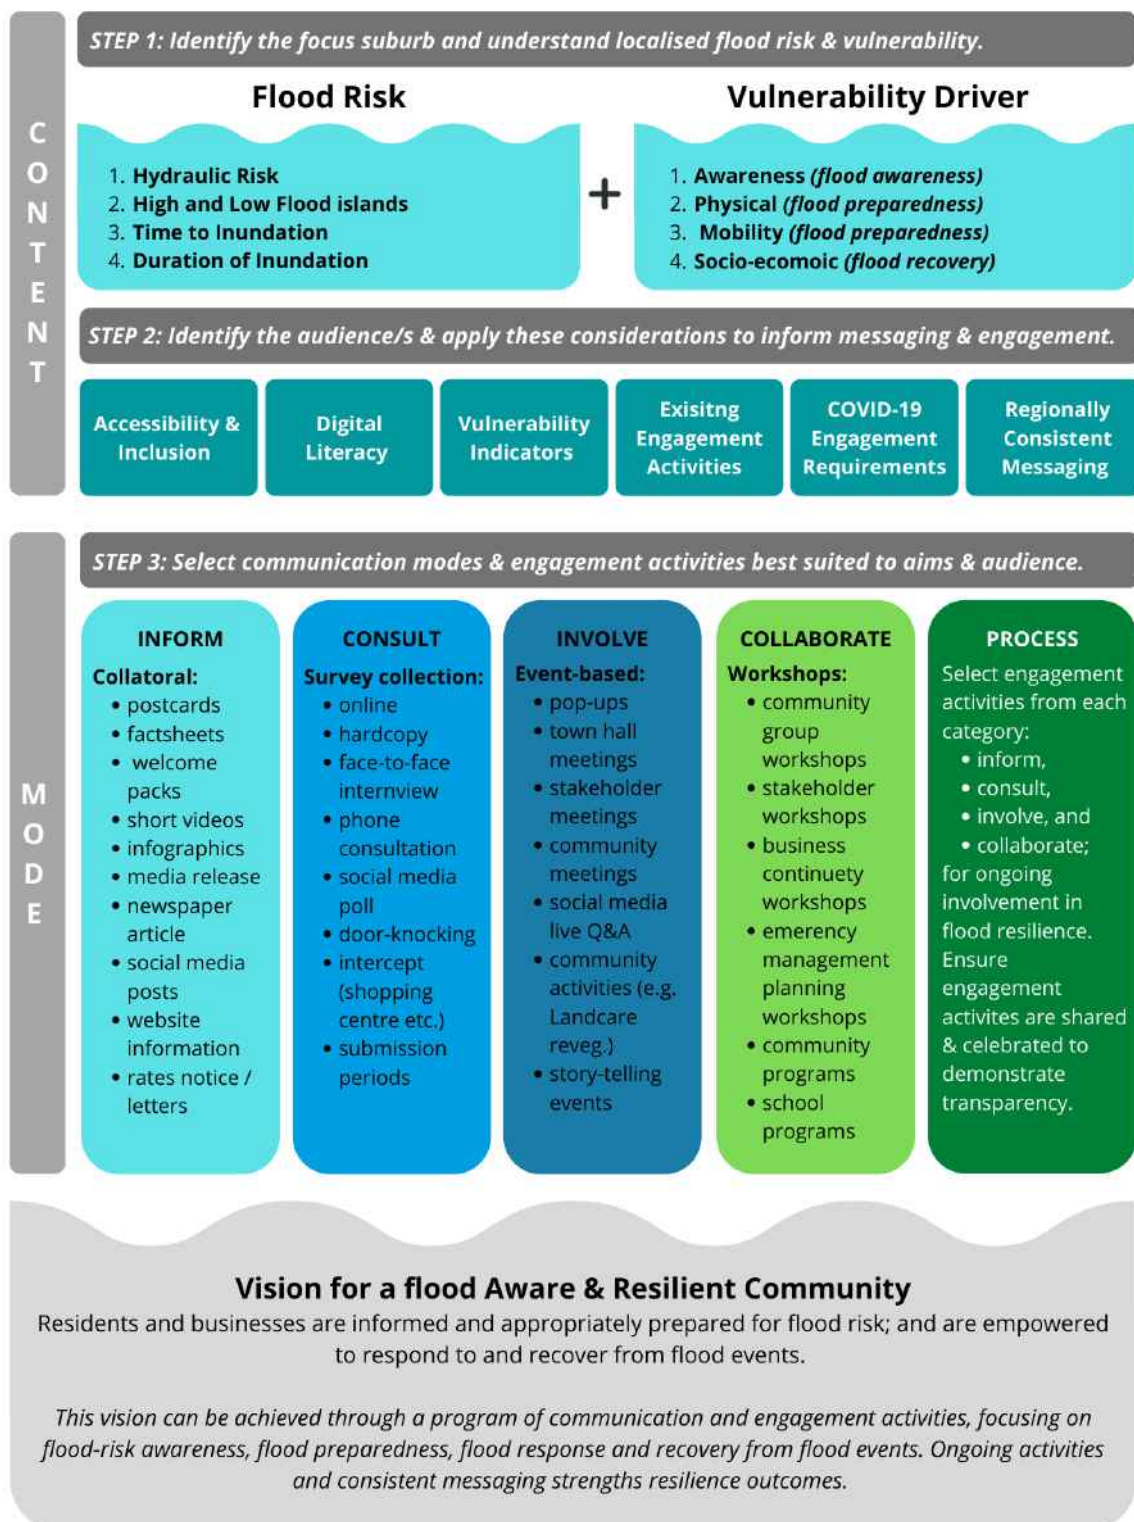 CONTENT
STEP 1: Identify the focus suburb and understand localised flood risk & vulnerability.
Flood Risk
1. Hydraulic Risk
2. High and Low Flood islands
3. Time to Inundation
4. Duration of Inundation
+
Vulnerability Driver
1. Awareness (flood awareness)
2. Physical (flood preparedness)
3. Mobility (flood preparedness)
4. Socio-ecomoic (flood recovery)
STEP 2: Identify the audience/s & apply these considerations to inform messaging & engagement.
Accessibility &
Inclusion
Digital
Literacy
Vulnerability
Indicators
Exisitng
Engagement
Activities
COVID-19
Engagement
Requirements
Regionally
Consistent
Messaging
MODE
STEP 3: Select communication modes & engagement activities best suited to aims & audience.
INFORM
Collatoral:
• postcards
• factsheets
• welcome
packs
• short videos
• infographics
• media release
• newspaper
article
• social media
posts
• website
information
• rates notice /
letters
CONSULT
Survey collection:
• online
• hardcopy
• face-to-face
internview
• phone
consultation
• social media
poll
• door-knocking
• intercept
(shopping
centre etc.)
• submission
periods
INVOLVE
Event-based:
• pop-ups
• town hall
meetings
• stakeholder
meetings
• community
meetings
• social media
live Q&A
• community
activities (e.g.
Landcare
reveg.)
• story-telling
events
COLLABORATE
Workshops:
• community
group
workshops
• stakeholder
workshops
• business
continuety
workshops
• emerency
management
planning
workshops
• community
programs
• school
programs
PROCESS
Select engagement
activities from each
category:
• inform,
• consult,
• involve, and
• collaborate;
for ongoing
involvement in
flood resilience.
Ensure
engagement
activites are shared
& celebrated to
demonstrate
transparency.
Vision for a flood Aware & Resilient Community
Residents and businesses are informed and appropriately prepared for flood risk; and are empowered
to respond to and recover from flood events.
This vision can be achieved through a program of communication and engagement activities, focusing on
flood-risk awareness, flood preparedness, flood response and recovery from flood events. Ongoing activities
and consistent messaging strengths resilience outcomes.